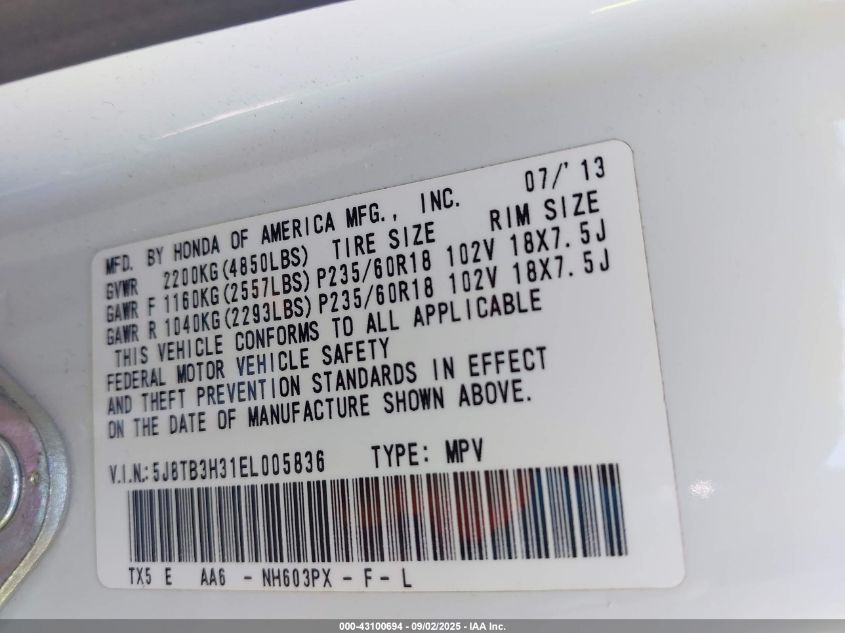 07/'13
MFD. BY HONDA OF AMERICA MFG., INC.
TIRE SIZE RIM SIZE
GVWR 2200KG(4850LBS)
GAWR F 1160KG(2557LBS) P235/60R18 102V 18X7.5J
GAWR R 1040KG(2293LBS) P235/60R18 102V 18X7.5J
THIS VEHICLE CONFORMS TO ALL APPLICABLE
FEDERAL MOTOR VEHICLE SAFETY
AND THEFT PREVENTION STANDARDS IN EFFECT
ON THE DATE OF MANUFACTURE SHOWN ABOVE.
V.I.N.: 5J8TB3H31EL005836 TYPE: MPV
TX5 E AA6 - NH603PX - F - L
000-43100694 - 09/02/2025 - IAA Inc.